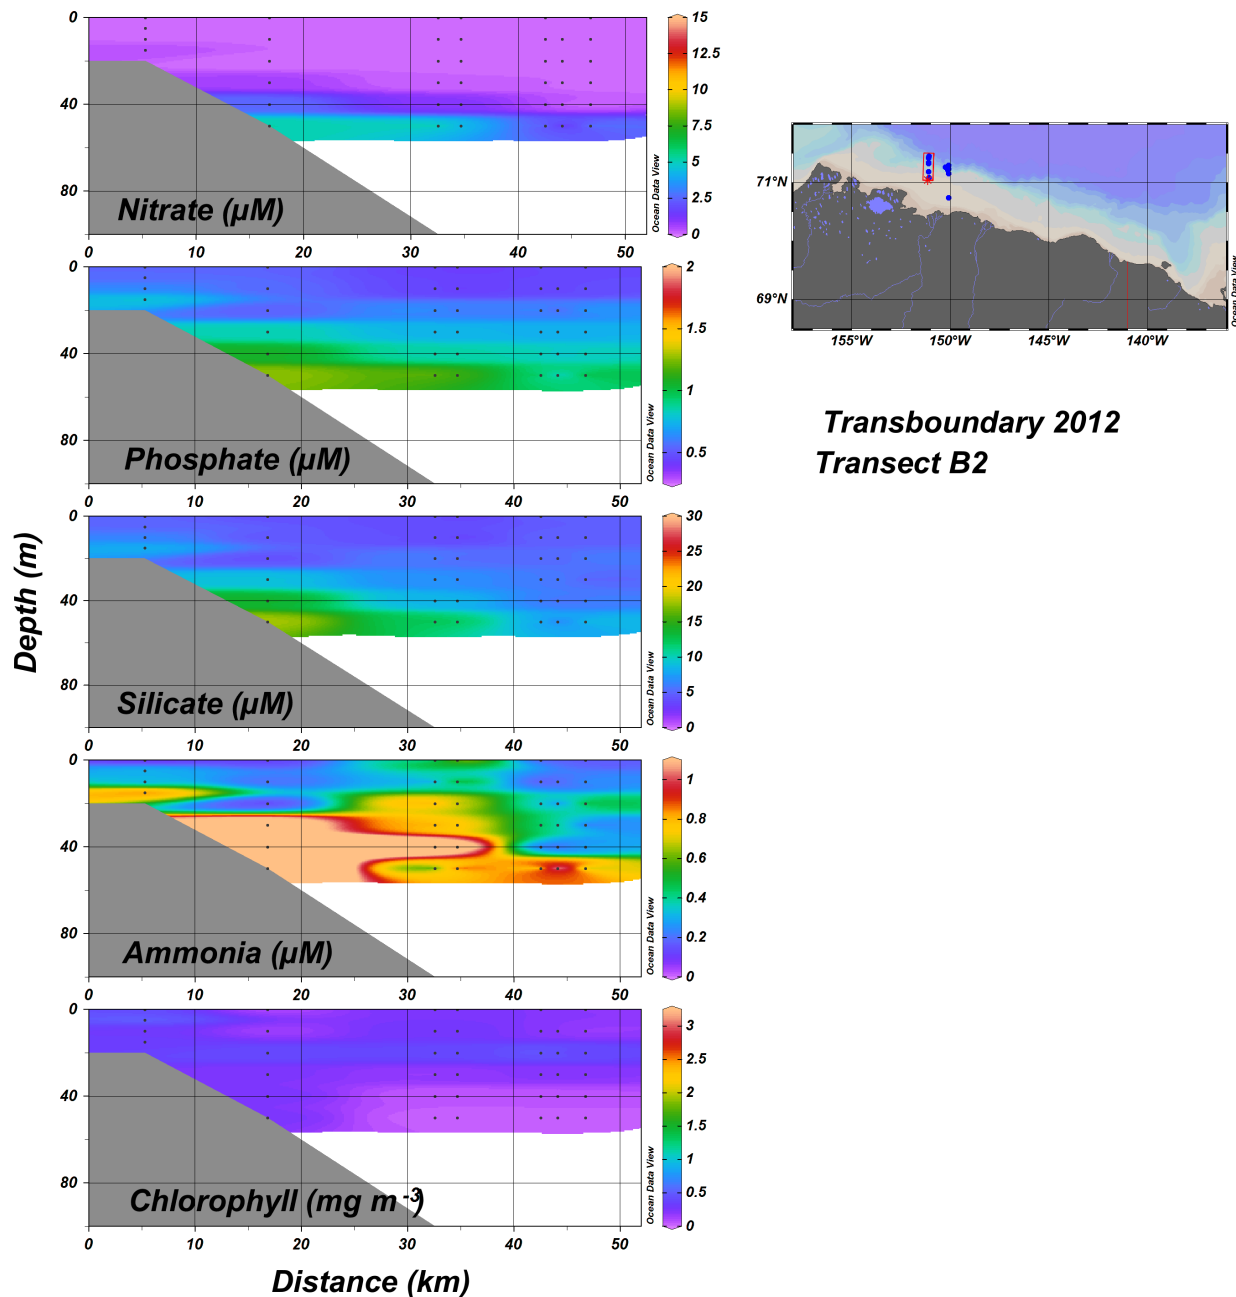 0
40
80
Nitrate (µM)
Ocean Data View
15
12.5
10
7.5
5
2.5
0
0 10 20 30 40 50
71°N
69°N
155°W 150°W 145°W 140°W
Ocean Data View
Transboundary 2012
Transect B2
0
40
80
Phosphate (µM)
Ocean Data View
2
1.5
1
0.5
0 10 20 30 40 50
Depth (m)
0
40
80
Silicate (µM)
Ocean Data View
30
25
20
15
10
5
0
0 10 20 30 40 50
0
40
80
Ammonia (µM)
Ocean Data View
1
0.8
0.6
0.4
0.2
0
0 10 20 30 40 50
0
40
80
Chlorophyll (mg m⁻³)
Ocean Data View
3
2.5
2
1.5
1
0.5
0
0 10 20 30 40 50
Distance (km)